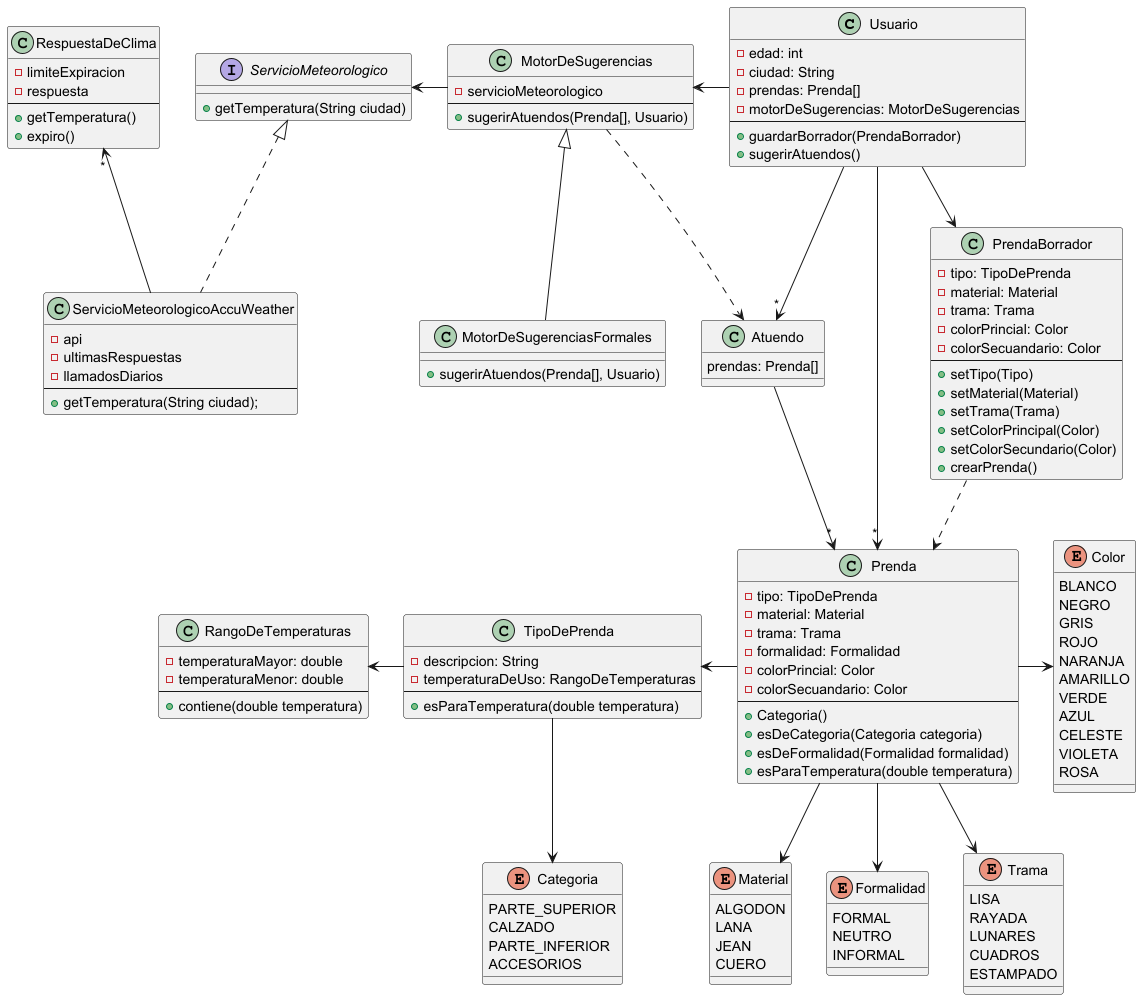 C RespuestaDeClima
limiteExpiracion
respuesta
getTemperatura()
expiro()
I ServicioMeteorologico
getTemperatura(String ciudad)
C MotorDeSugerencias
servicioMeteorologico
sugerirAtuendos(Prenda[], Usuario)
C Usuario
edad: int
ciudad: String
prendas: Prenda[]
motorDeSugerencias: MotorDeSugerencias
guardarBorrador(PrendaBorrador)
sugerirAtuendos()
*
*
C ServicioMeteorologicoAccuWeather
api
ultimasRespuestas
llamadosDiarios
getTemperatura(String ciudad);
C MotorDeSugerenciasFormales
sugerirAtuendos(Prenda[], Usuario)
C Atuendo
prendas: Prenda[]
C PrendaBorrador
tipo: TipoDePrenda
material: Material
trama: Trama
colorPrincial: Color
colorSecuandario: Color
setTipo(Tipo)
setMaterial(Material)
setTrama(Trama)
setColorPrincipal(Color)
setColorSecundario(Color)
crearPrenda()
*
*
C RangoDeTemperaturas
temperaturaMayor: double
temperaturaMenor: double
contiene(double temperatura)
C TipoDePrenda
descripcion: String
temperaturaDeUso: RangoDeTemperaturas
esParaTemperatura(double temperatura)
C Prenda
tipo: TipoDePrenda
material: Material
trama: Trama
formalidad: Formalidad
colorPrincial: Color
colorSecuandario: Color
Categoria()
esDeCategoria(Categoria categoria)
esDeFormalidad(Formalidad formalidad)
esParaTemperatura(double temperatura)
E Color
BLANCO
NEGRO
GRIS
ROJO
NARANJA
AMARILLO
VERDE
AZUL
CELESTE
VIOLETA
ROSA
E Categoria
PARTE_SUPERIOR
CALZADO
PARTE_INFERIOR
ACCESORIOS
E Material
ALGODON
LANA
JEAN
CUERO
E Formalidad
FORMAL
NEUTRO
INFORMAL
E Trama
LISA
RAYADA
LUNARES
CUADROS
ESTAMPADO